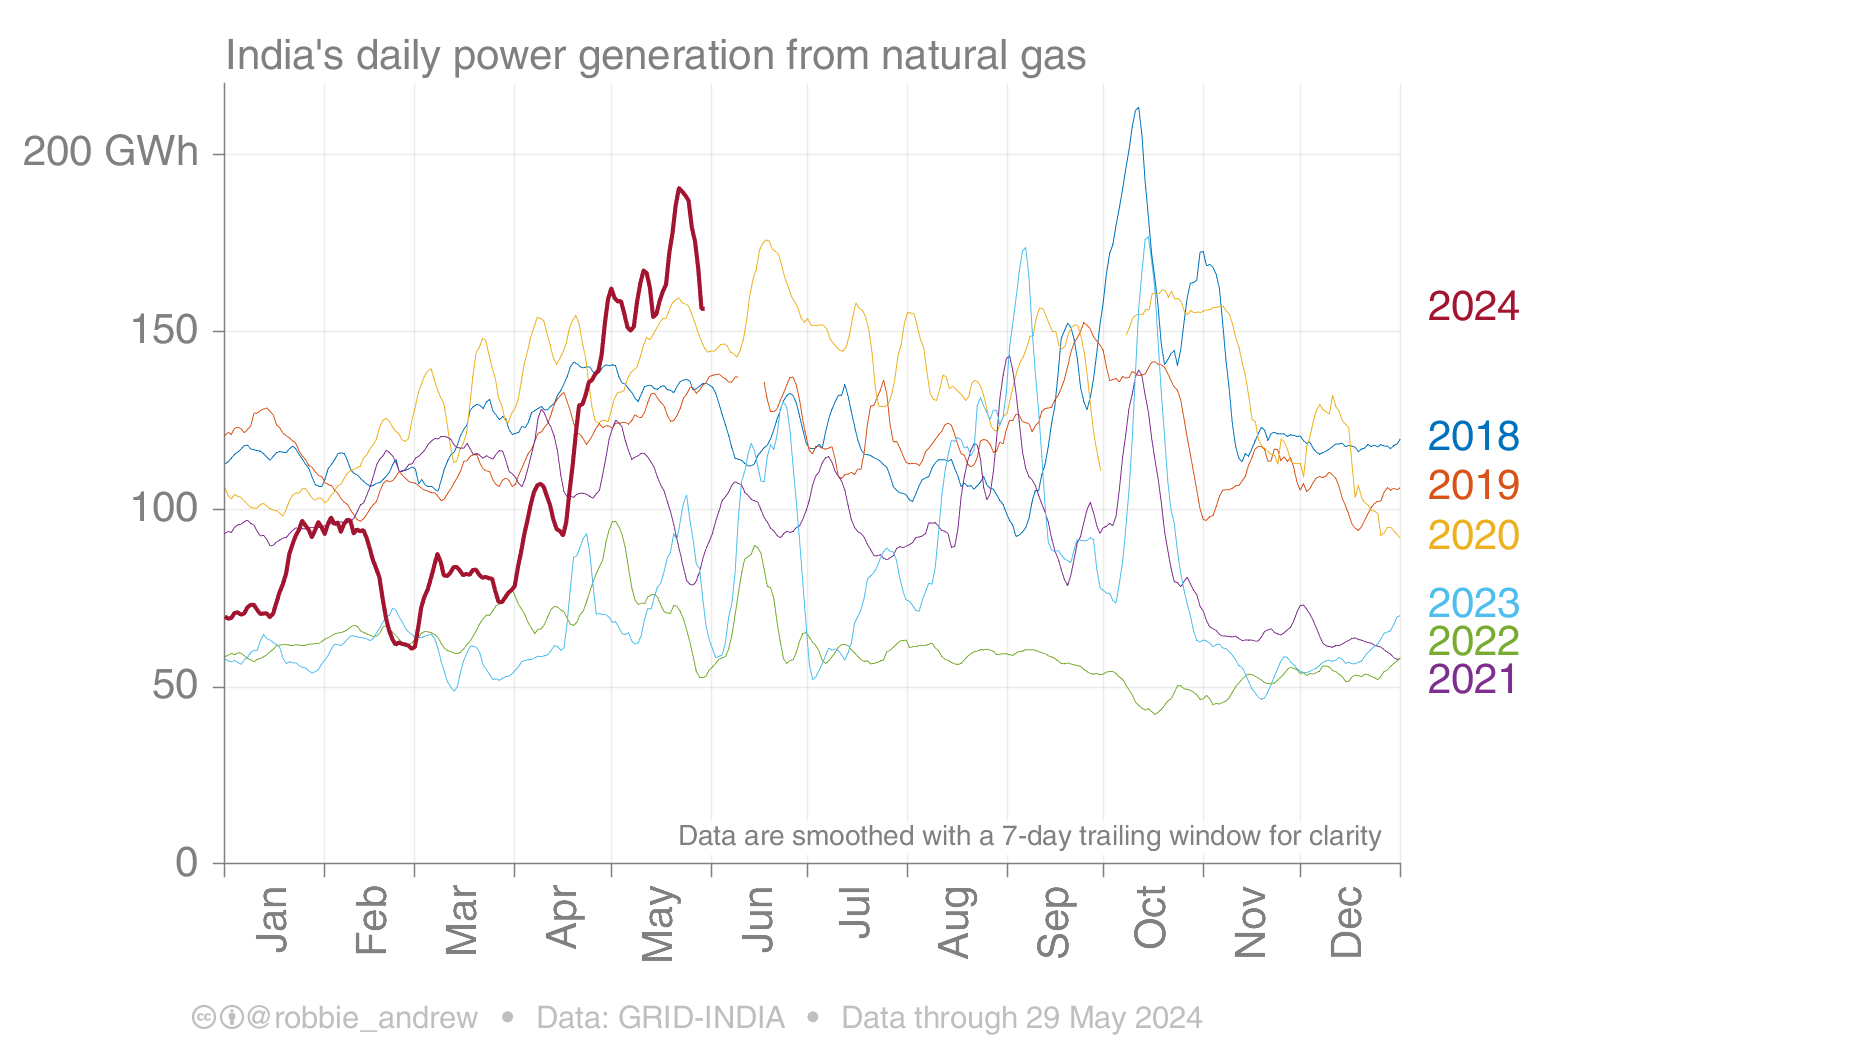 India's daily power generation from natural gas
200 GWh
150
100
50
0
2024
2018
2019
2020
2023
2022
2021
Data are smoothed with a 7-day trailing window for clarity
Jan Feb Mar Apr May Jun Jul Aug Sep Oct Nov Dec
@robbie_andrew • Data: GRID-INDIA • Data through 29 May 2024